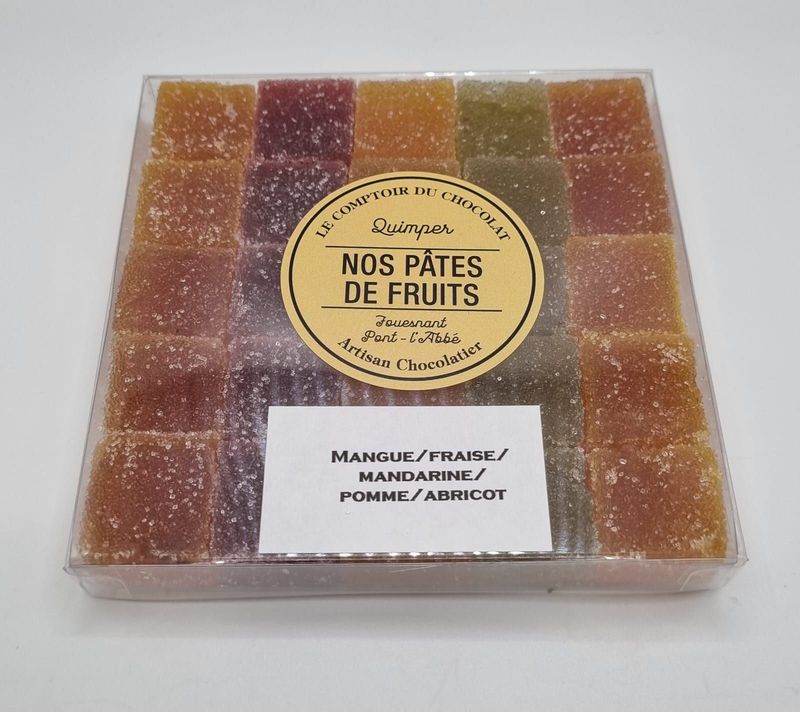 LE COMPTOIR DU CHOCOLAT
Quimper
NOS PÂTES
DE FRUITS
Fouesnant
Pont-l'Abbé
Artisan Chocolatier
MANGUE/FRAISE/
MANDARINE/
POMME/ABRICOT